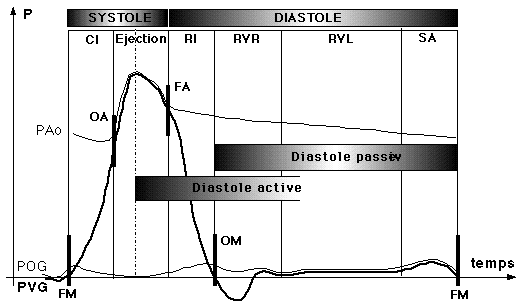 P
SYSTOLE DIASTOLE
CI Ejection RI RVR RVL SA
FA
OA
PAo
Diastole passiv
Diastole active
OM
POG
PVG
temps
FM FM